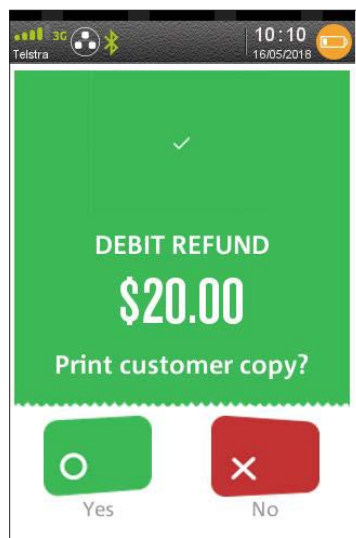 3G
10:10
Telstra
16/05/2018
DEBIT REFUND
$20.00
Print customer copy?
Yes
No